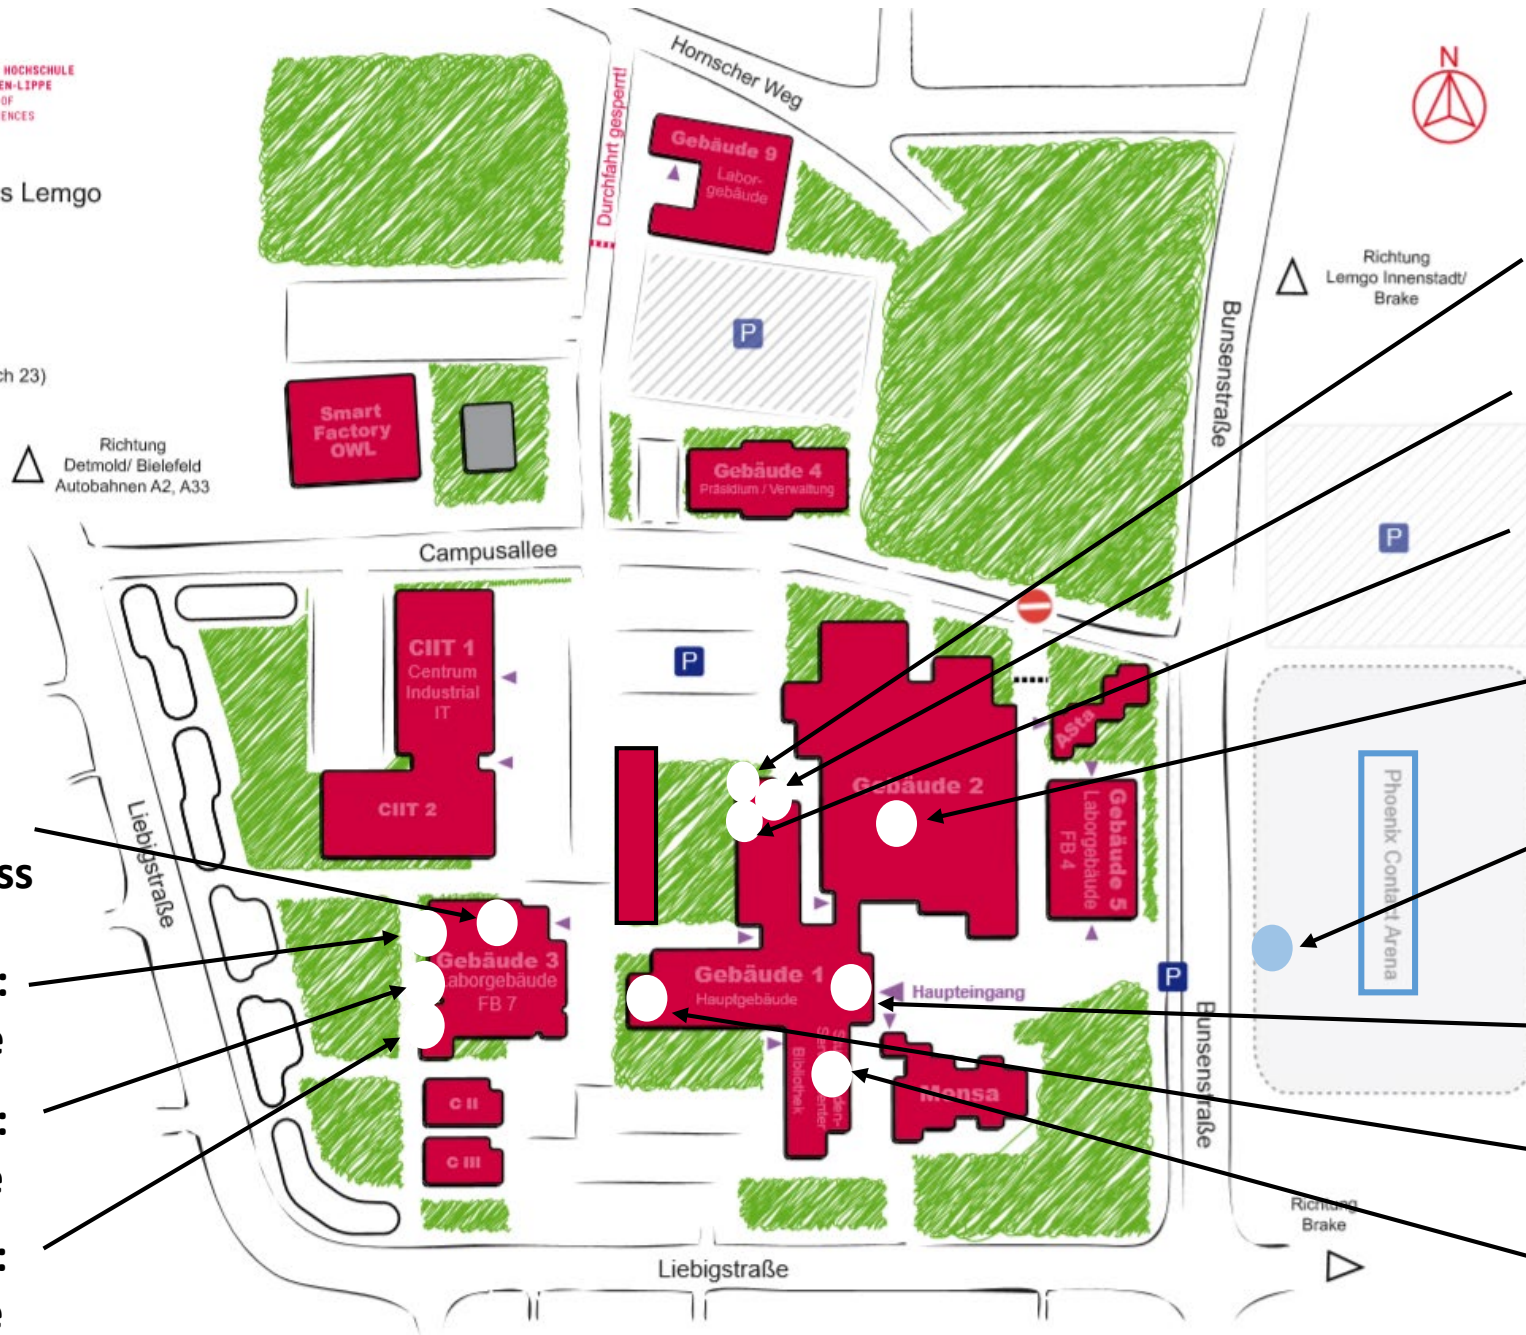 HOCHSCHULE
EN-LIPPE
OF
ENCES
s Lemgo
ch 23)
Hornscher Weg
Durchfahrt gesperrt!
N
Gebäude 9
Labor-
gebäude
P
Richtung
Lemgo Innenstadt/
Brake
Bunsenstraße
Smart
Factory
OWL
Richtung
Detmold/ Bielefeld
Autobahnen A2, A33
Gebäude 4
Präsidium / Verwaltung
P
Campusallee
CIIT 1
Centrum
Industrial
IT
P
ASta
CIIT 2
Gebäude 2
Gebäude 5
Laborgebäude
FB 4
Phoenix Contact Arena
Liebigstraße
ss
:
e
:
:
Gebäude 3
aborgebäude
FB 7
Gebäude 1
Hauptgebäude
Haupteingang
P
Bibliothek
Mensa
Bunsenstraße
C II
C III
Richtung
Brake
Liebigstraße